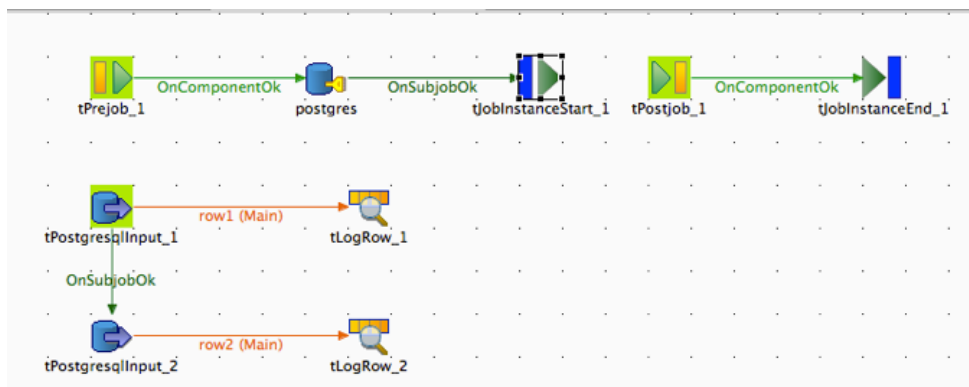 OnComponentOk
OnSubjobOk
OnComponentOk
tPrejob_1
postgres
tJobInstanceStart_1
tPostjob_1
tJobInstanceEnd_1
row1 (Main)
tPostgresqlInput_1
tLogRow_1
OnSubjobOk
row2 (Main)
tPostgresqlInput_2
tLogRow_2